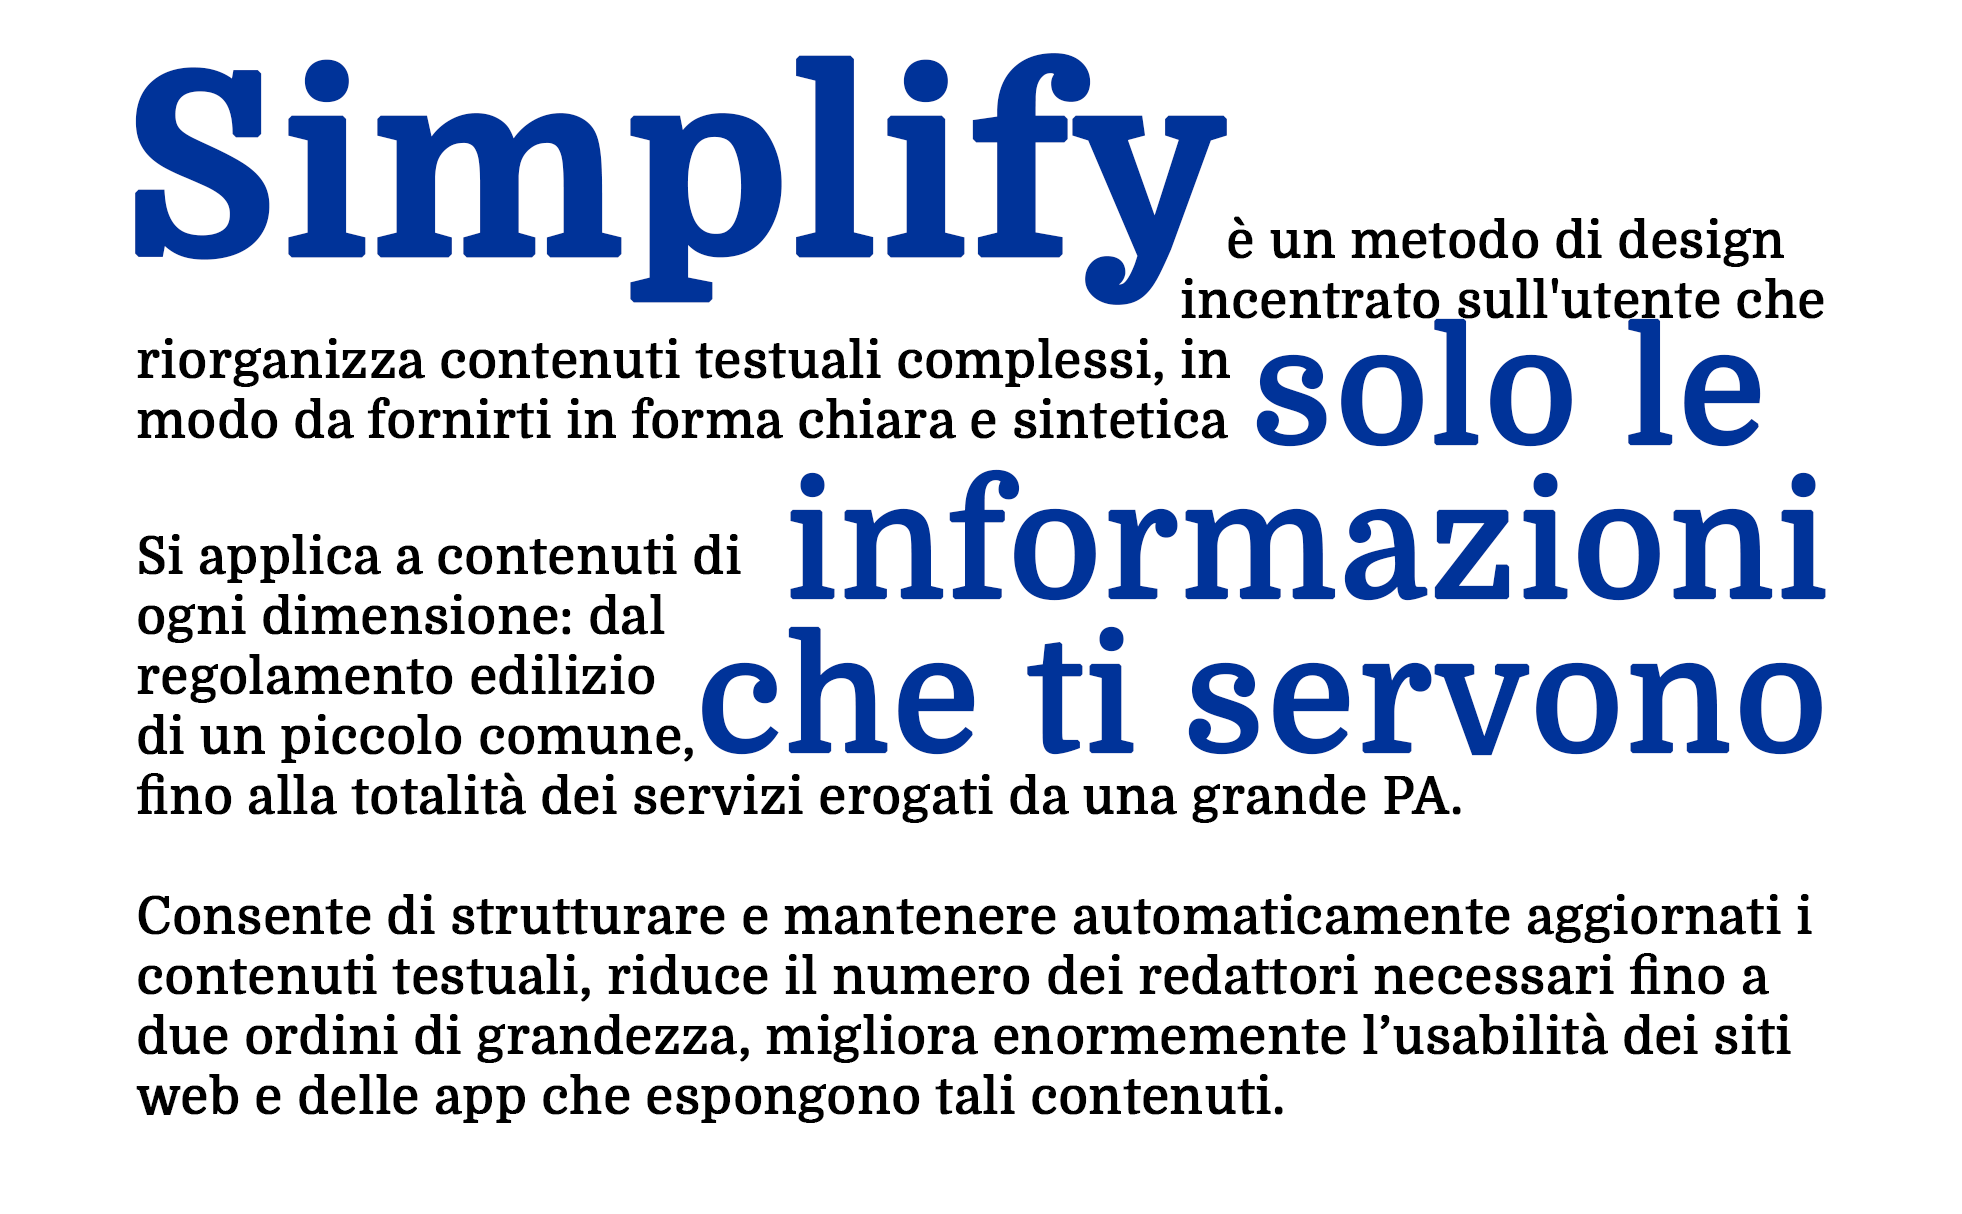 Simplify
è un metodo di design
incentrato sull'utente che
riorganizza contenuti testuali complessi, in
modo da fornirti in forma chiara e sintetica
solo le
informazioni
che ti servono
Si applica a contenuti di
ogni dimensione: dal
regolamento edilizio
di un piccolo comune,
fino alla totalità dei servizi erogati da una grande PA.
Consente di strutturare e mantenere automaticamente aggiornati i
contenuti testuali, riduce il numero dei redattori necessari fino a
due ordini di grandezza, migliora enormemente l’usabilità dei siti
web e delle app che espongono tali contenuti.